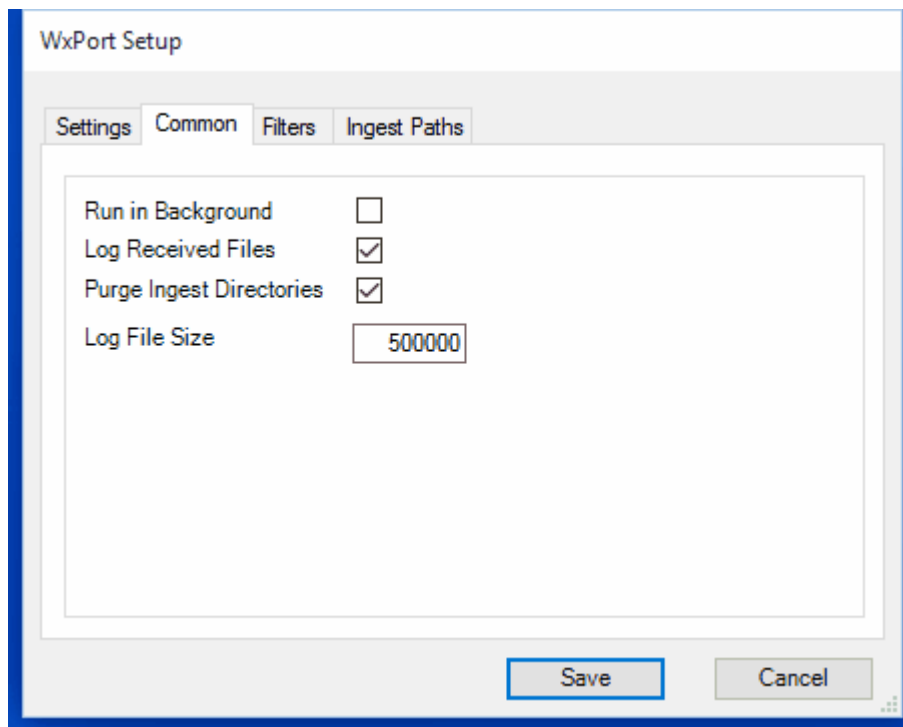 WxPort Setup
Settings Common Filters Ingest Paths
Run in Background
Log Received Files
Purge Ingest Directories
Log File Size 500000
Save Cancel